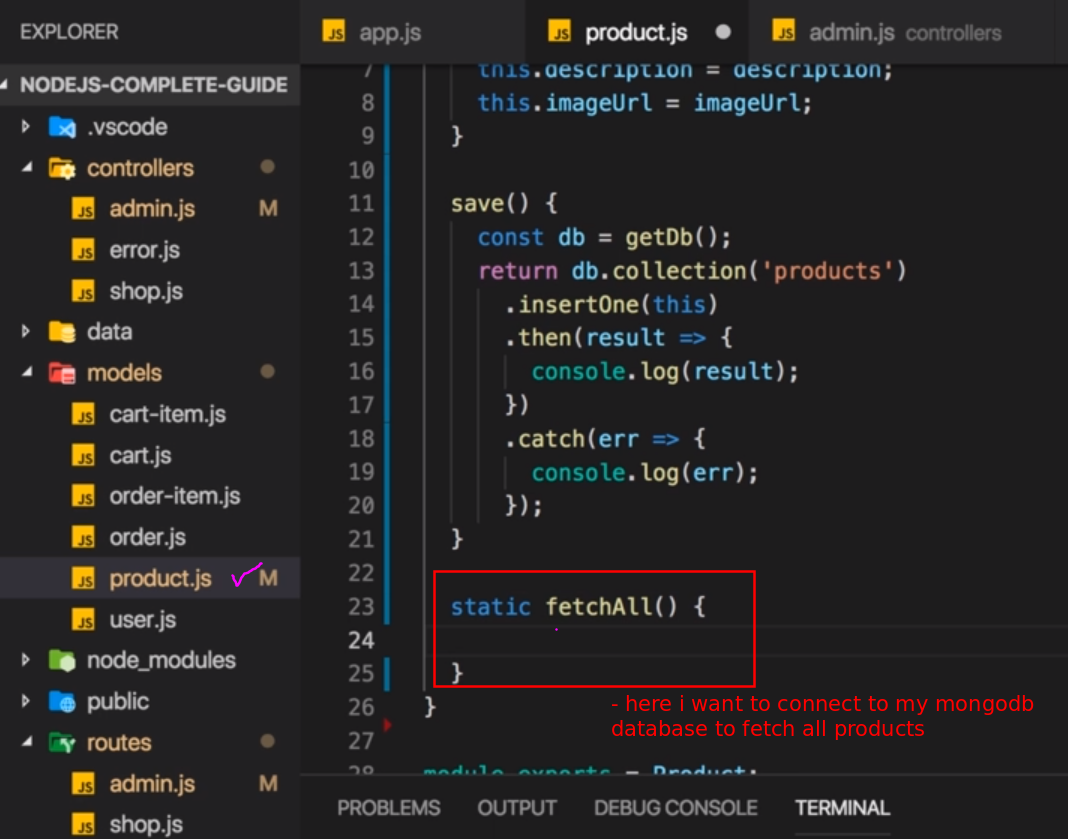 EXPLORER
NODEJS-COMPLETE-GUIDE
.vscode
controllers
JS admin.js M
JS error.js
JS shop.js
data
models
JS cart-item.js
JS cart.js
JS order-item.js
JS order.js
JS product.js M
JS user.js
node_modules
public
routes
JS admin.js M
JS shop.js
JS app.js
JS product.js
JS admin.js controllers
7 this.description = description;
8 this.imageUrl = imageUrl;
9 }
10
11 save() {
12 const db = getDb();
13 return db.collection('products')
14 .insertOne(this)
15 .then(result => {
16 console.log(result);
17 })
18 .catch(err => {
19 console.log(err);
20 });
21 }
22
23 static fetchAll() {
24
25 }
26 }
27
28 module.exports = Product;
- here i want to connect to my mongodb
database to fetch all products
PROBLEMS OUTPUT DEBUG CONSOLE TERMINAL